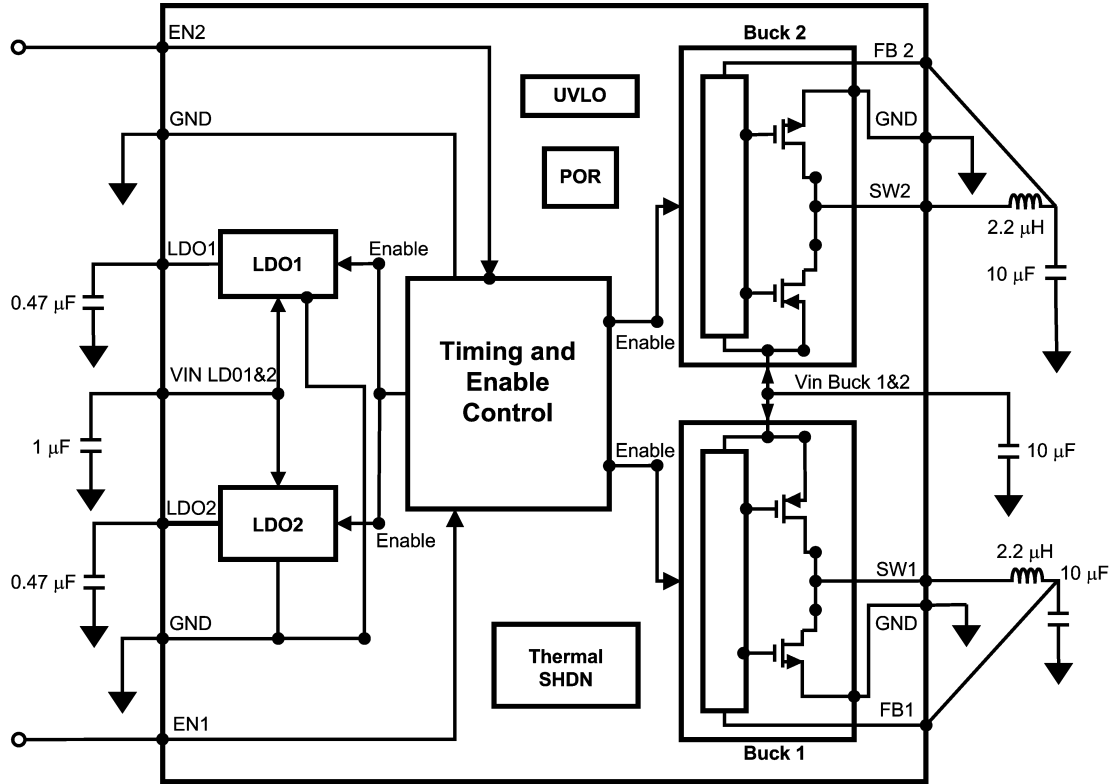 EN2
Buck 2
FB 2
UVLO
GND
GND
POR
SW2
2.2 µH
LDO1
LDO1
Enable
10 µF
0.47 µF
Enable
Timing and
Enable
Control
VIN LD01&2
Vin Buck 1&2
1 µF
Enable
10 µF
LDO2
LDO2
Enable
2.2 µH
0.47 µF
SW1
10 µF
GND
GND
Thermal
SHDN
EN1
FB1
Buck 1